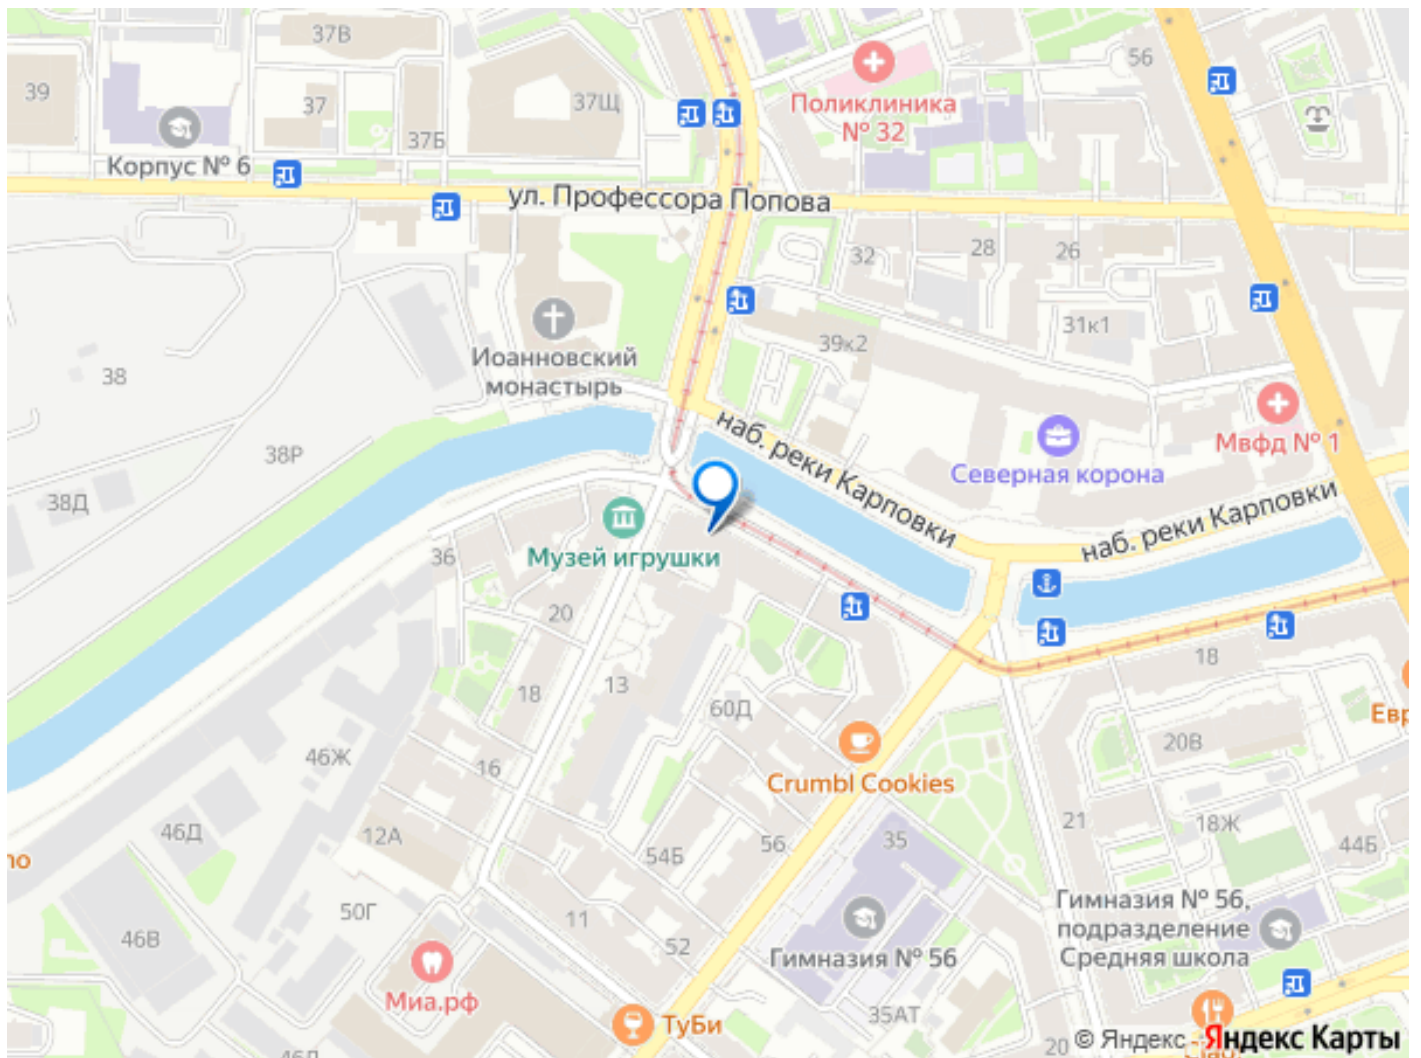 37В
39
37
37Щ
37Б
Корпус № 6
Поликлиника
№ 32
56
ул. Профессора Попова
32
28
26
31к1
39к2
Иоанновский
монастырь
38
38Р
38Д
наб. реки Карповки
Северная корона
Мвфд № 1
наб. реки Карповки
Музей игрушки
36
20
18
13
60Д
18
Евр
20В
46Ж
16
Crumbl Cookies
46Д
12А
54Б
56
35
21
18Ж
44Б
50Г
11
52
46В
Гимназия № 56
Гимназия № 56,
подразделение
Средняя школа
Миа.рф
ТуБи
35АТ
20
© Яндекс
Яндекс Карты